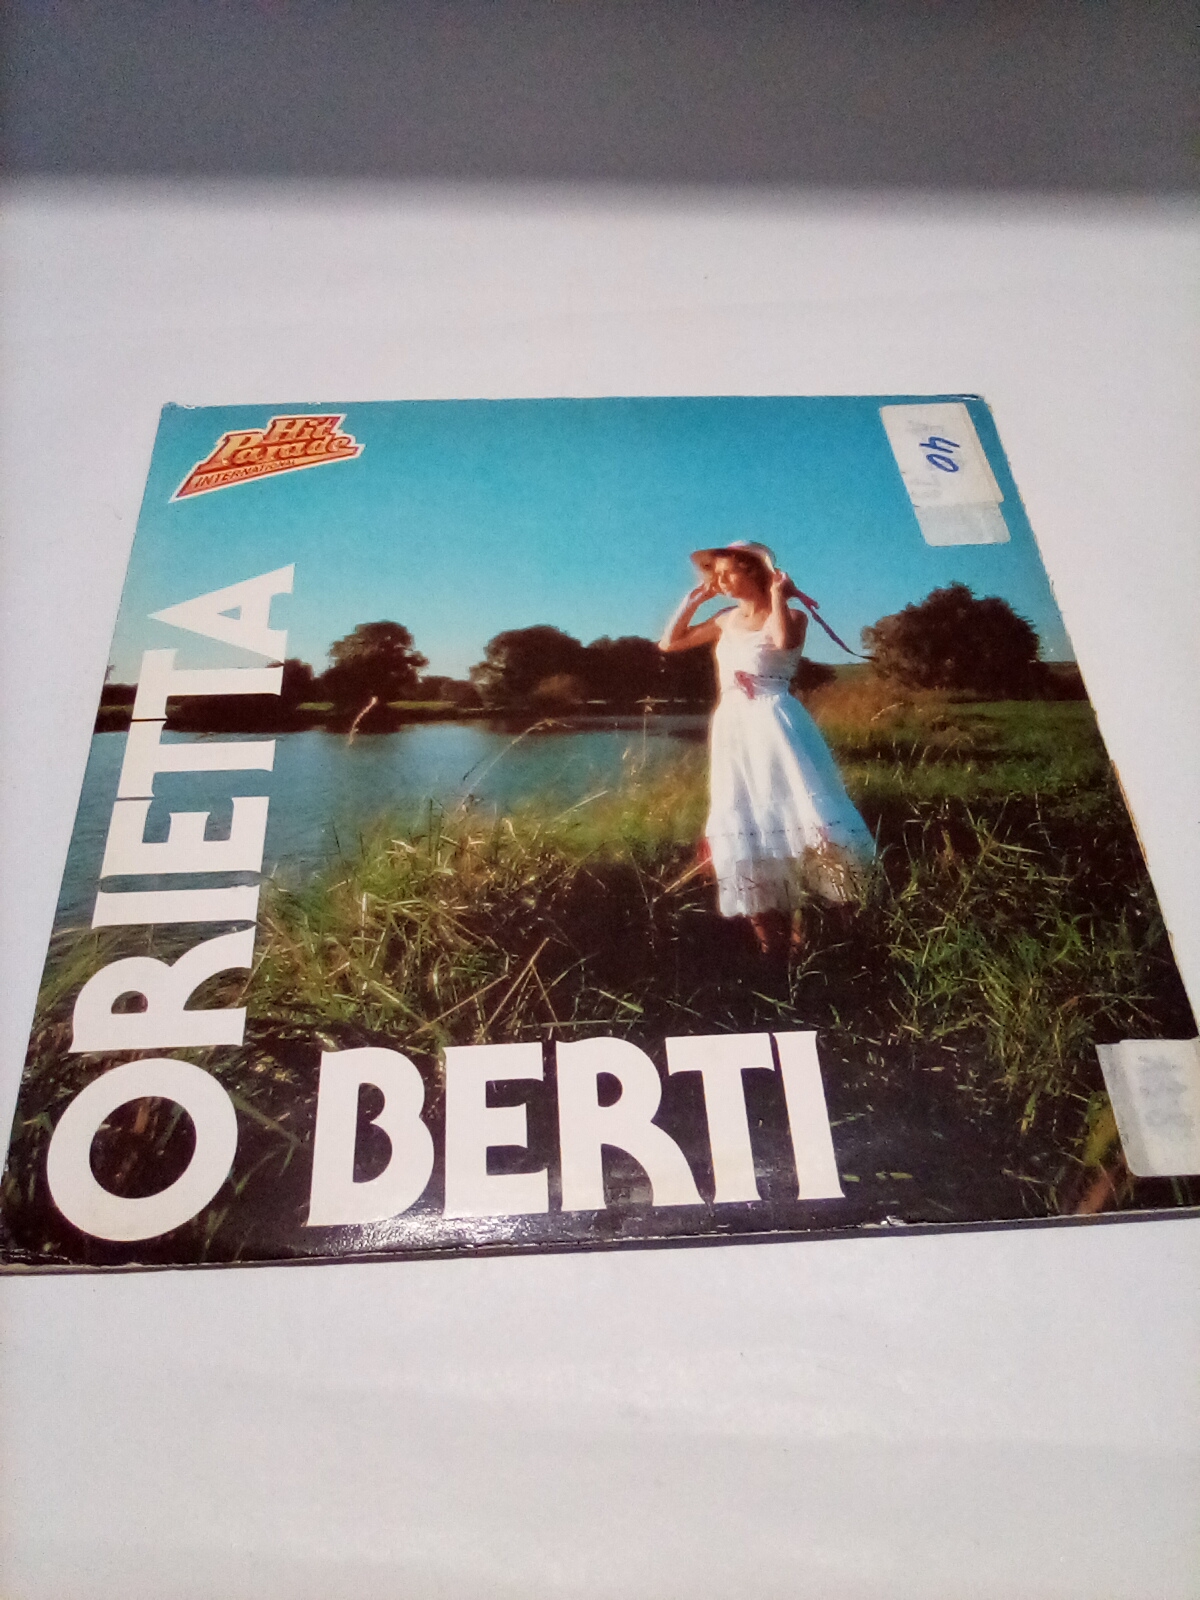 Hit
Parade
INTERNATIONAL
40
ORIETTA
BERTI